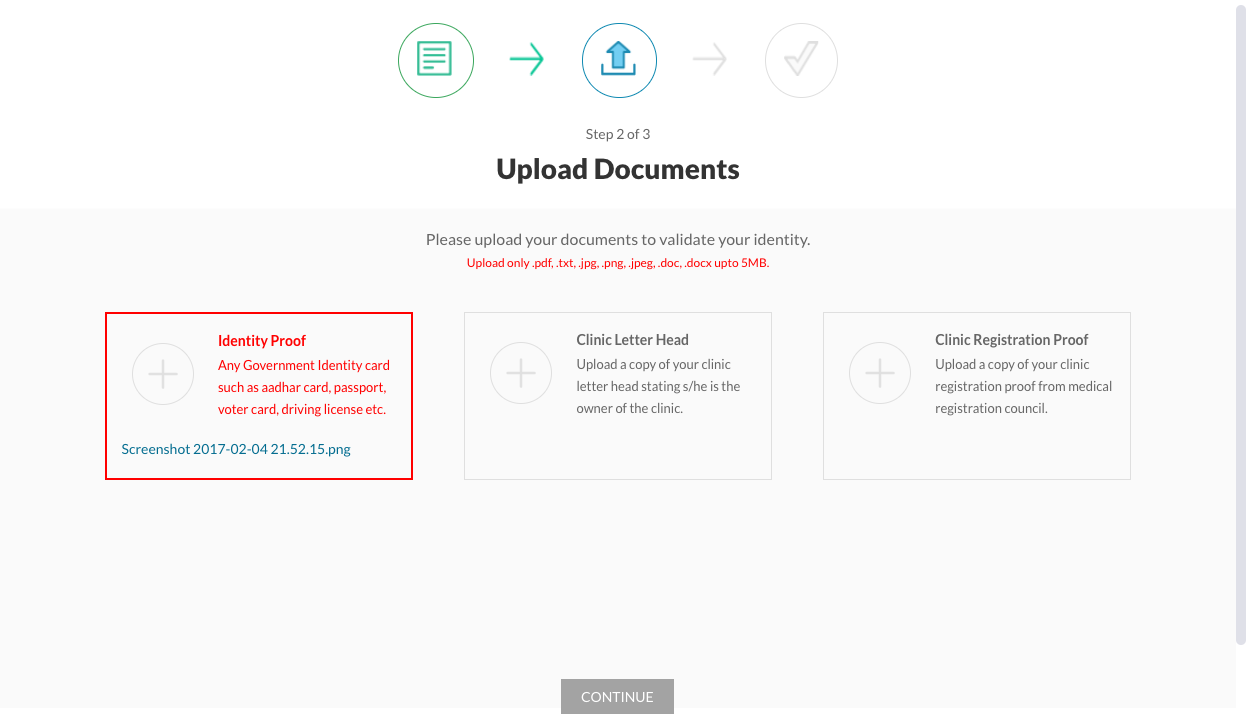 Step 2 of 3
Upload Documents
Please upload your documents to validate your identity.
Upload only .pdf, .txt, .jpg, .png, .jpeg, .doc, .docx upto 5MB.
Identity Proof
Any Government Identity card
such as aadhar card, passport,
voter card, driving license etc.
Screenshot 2017-02-04 21.52.15.png
Clinic Letter Head
Upload a copy of your clinic
letter head stating s/he is the
owner of the clinic.
Clinic Registration Proof
Upload a copy of your clinic
registration proof from medical
registration council.
CONTINUE